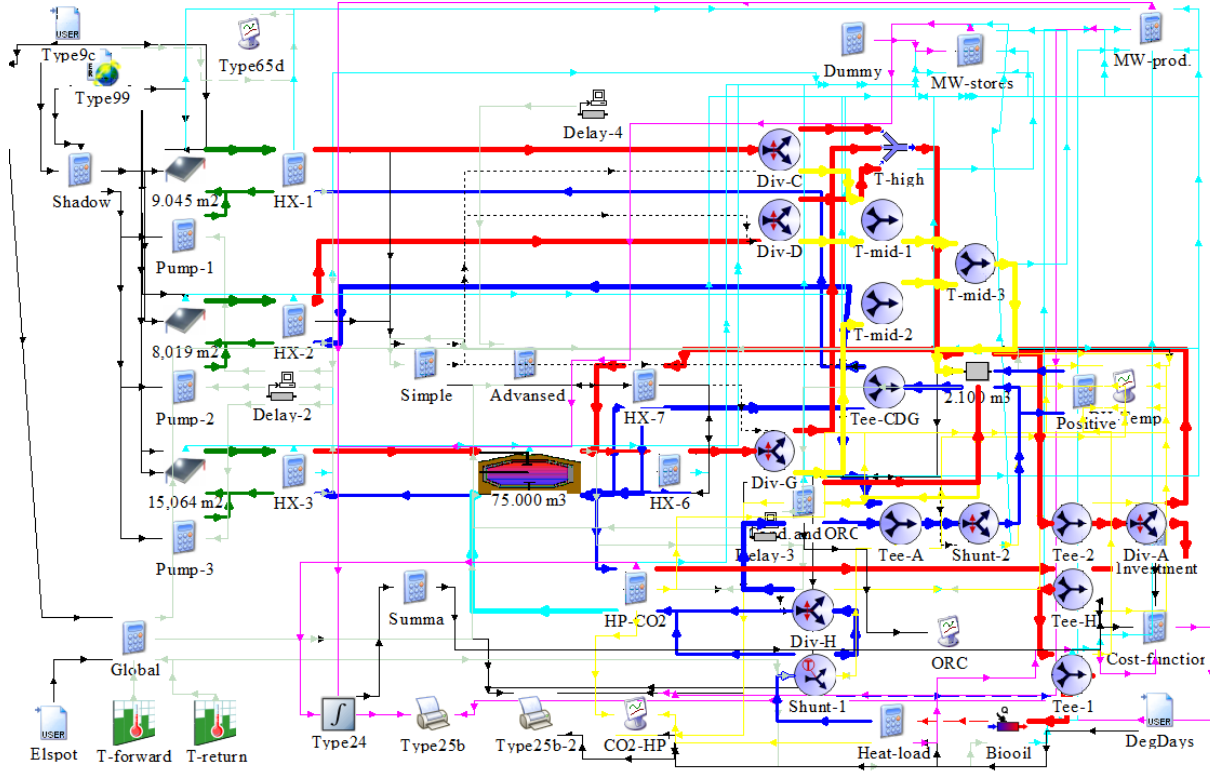 Type9c
Type65d
Type99
Dummy
MW-stores
MW-prod.
Delay-4
Shadow
9.045 m2
HX-1
Div-C
T-high
Pump-1
Div-D
T-mid-1
T-mid-3
8,019 m2
HX-2
T-mid-2
Pump-2
Delay-2
Simple
Advansed
HX-7
Tee-CDG
2.100 m3
Positive
Temp
15,064 m2
HX-3
75.000 m3
HX-6
Div-G
Pump-3
Delay-3
d. and ORC
Tee-A
Shunt-2
Tee-2
Div-A
Investment
Summa
HP-CO2
Div-H
ORC
Tee-H
Cost-function
Global
Shunt-1
Tee-1
Elspot
T-forward
T-return
Type24
Type25b
Type25b-2
CO2-HP
Heat-load
Biooil
DegDays
USER
USER
USER